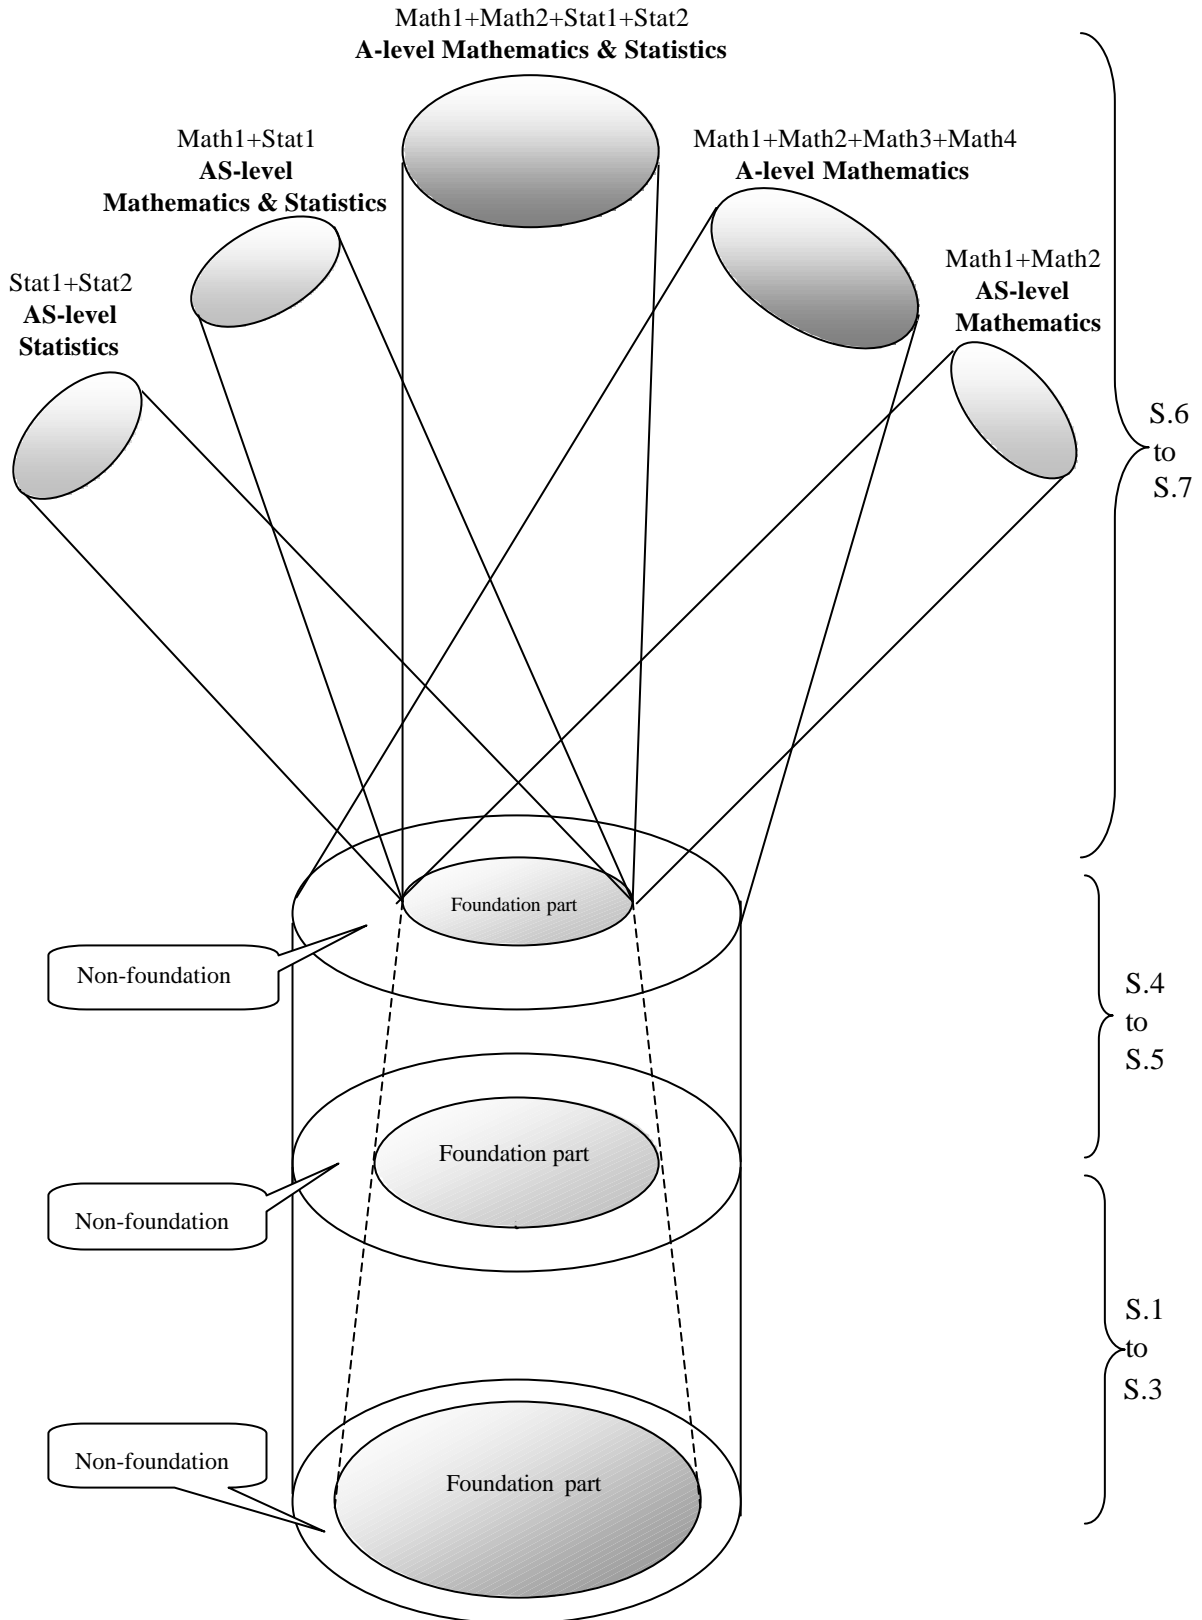 Math1+Math2+Stat1+Stat2
A-level Mathematics & Statistics
Math1+Stat1
AS-level
Mathematics & Statistics
Math1+Math2+Math3+Math4
A-level Mathematics
Stat1+Stat2
AS-level
Statistics
Math1+Math2
AS-level
Mathematics
S.6
to
S.7
Foundation part
Non-foundation
S.4
to
S.5
Foundation part
Non-foundation
S.1
to
S.3
Non-foundation
Foundation part